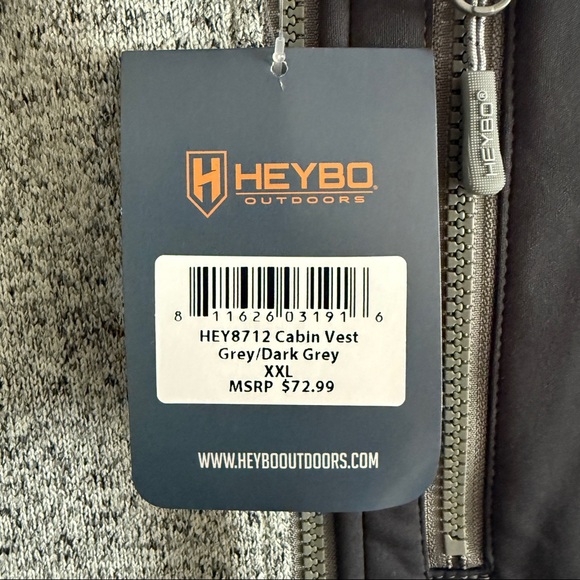 HEYBO®
HEYBO®
OUTDOORS
8 11626 03191 6
HEY8712 Cabin Vest
Grey/Dark Grey
XXL
MSRP $72.99
WWW.HEYBOOUTDOORS.COM